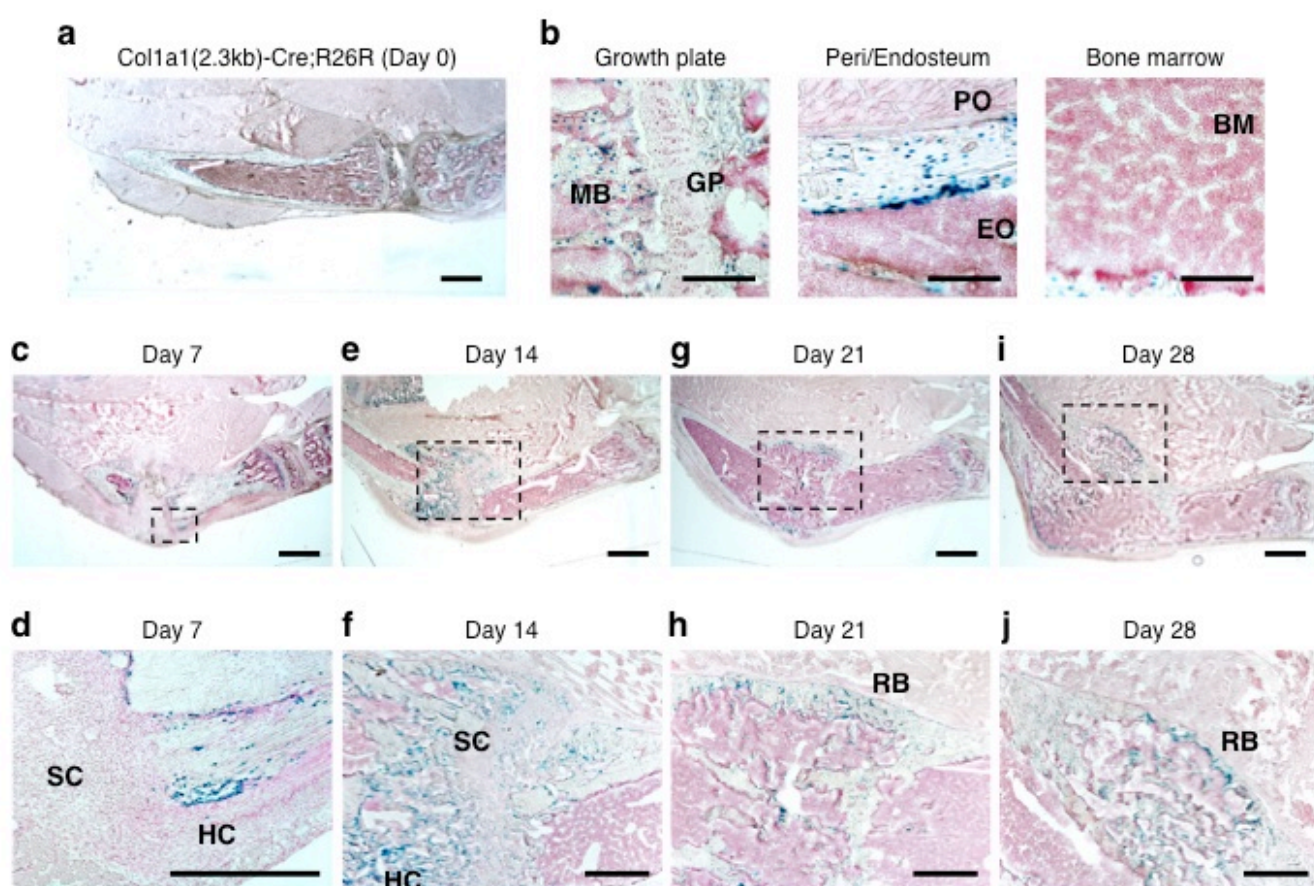 a
Col1a1(2.3kb)-Cre;R26R (Day 0)
b
Growth plate
Peri/Endosteum
Bone marrow
MB
GP
PO
EO
BM
c
Day 7
e
Day 14
g
Day 21
i
Day 28
d
Day 7
f
Day 14
h
Day 21
j
Day 28
SC
HC
SC
HC
RB
RB